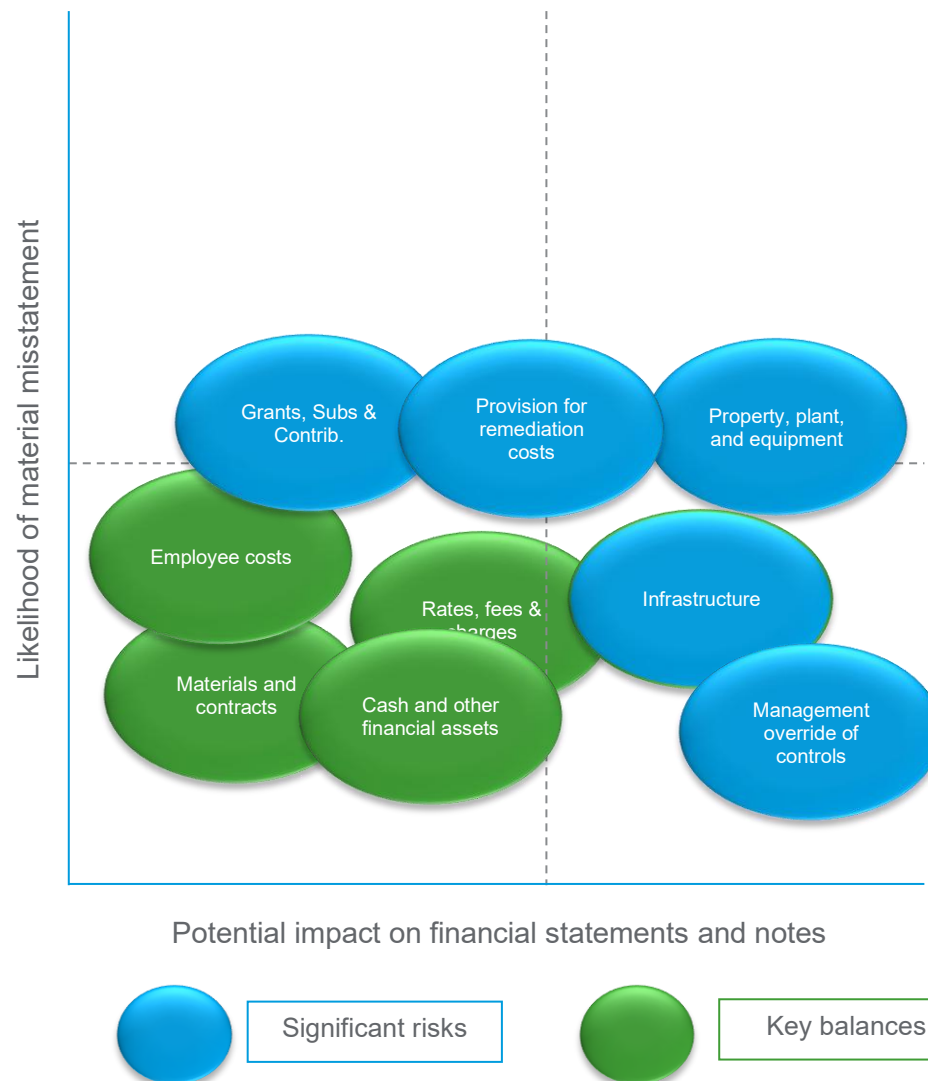 Likelihood of material misstatement
Grants, Subs &
Contrib.
Provision for
remediation
costs
Property, plant,
and equipment
Employee costs
Rates, fees &
charges
Infrastructure
Materials and
contracts
Cash and other
financial assets
Management
override of
controls
Potential impact on financial statements and notes
Significant risks
Key balances